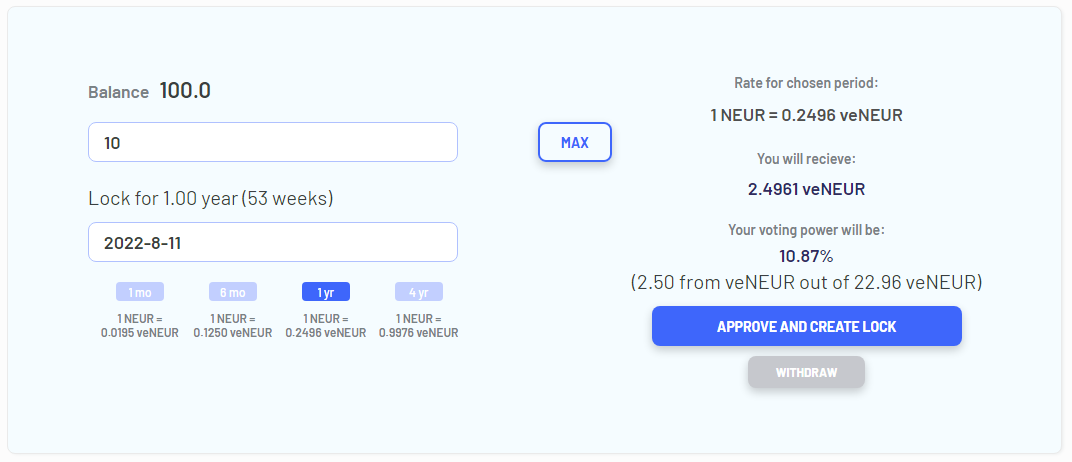 Balance 100.0
10
MAX
Lock for 1.00 year (53 weeks)
2022-8-11
1 mo
6 mo
1 yr
4 yr
1 NEUR =
0.0195 veNEUR
1 NEUR =
0.1250 veNEUR
1 NEUR =
0.2496 veNEUR
1 NEUR =
0.9976 veNEUR
Rate for chosen period:
1 NEUR = 0.2496 veNEUR
You will recieve:
2.4961 veNEUR
Your voting power will be:
10.87%
(2.50 from veNEUR out of 22.96 veNEUR)
APPROVE AND CREATE LOCK
WITHDRAW